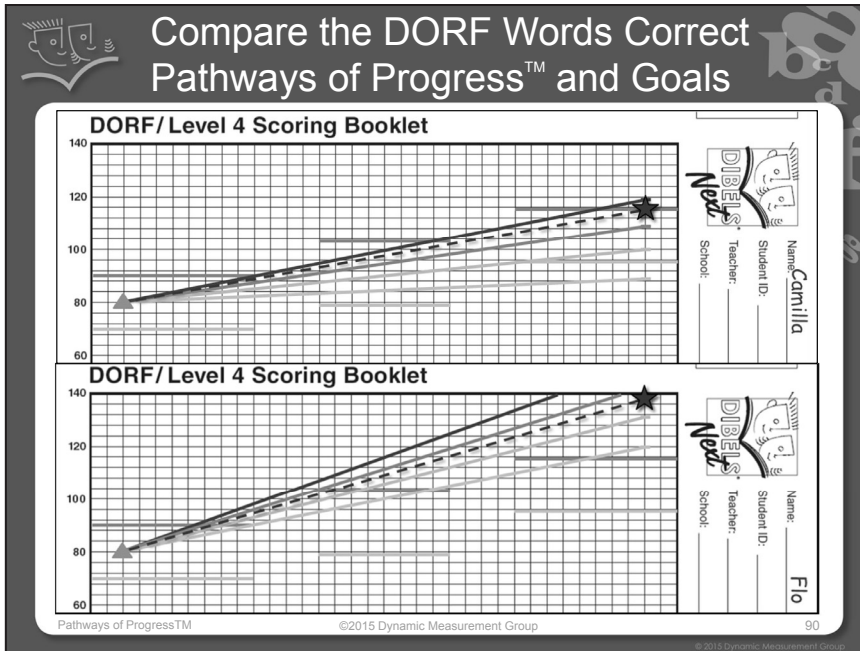 Compare the DORF Words Correct
Pathways of Progress™ and Goals
DORF/Level 4 Scoring Booklet
140
120
100
80
60
DIBELS
Next
®
Name: Camilla
Student ID:
Teacher:
School:
DORF/Level 4 Scoring Booklet
140
120
100
80
60
DIBELS
Next
®
Name: Flo
Student ID:
Teacher:
School:
Pathways of ProgressTM
©2015 Dynamic Measurement Group
90
© 2015 Dynamic Measurement Group